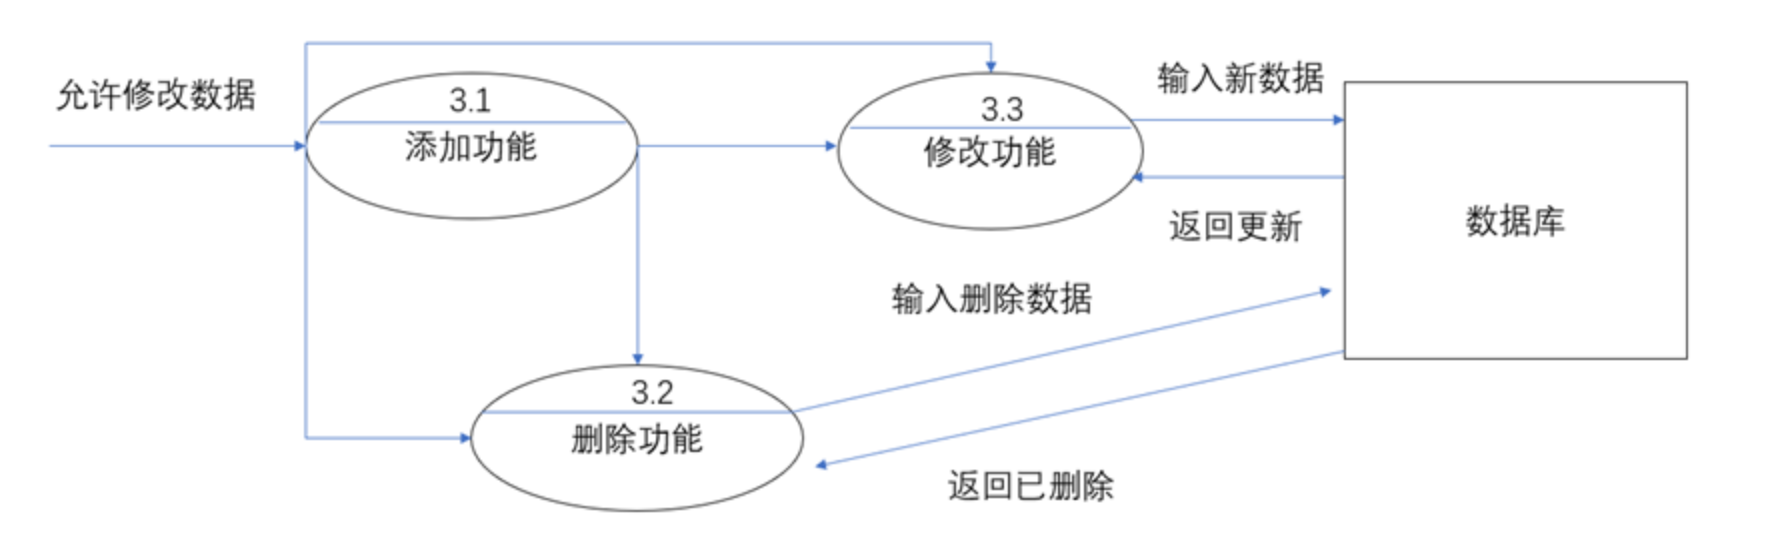 允许修改数据
3.1
添加功能
3.3
修改功能
输入新数据
返回更新
数据库
输入删除数据
3.2
删除功能
返回已删除